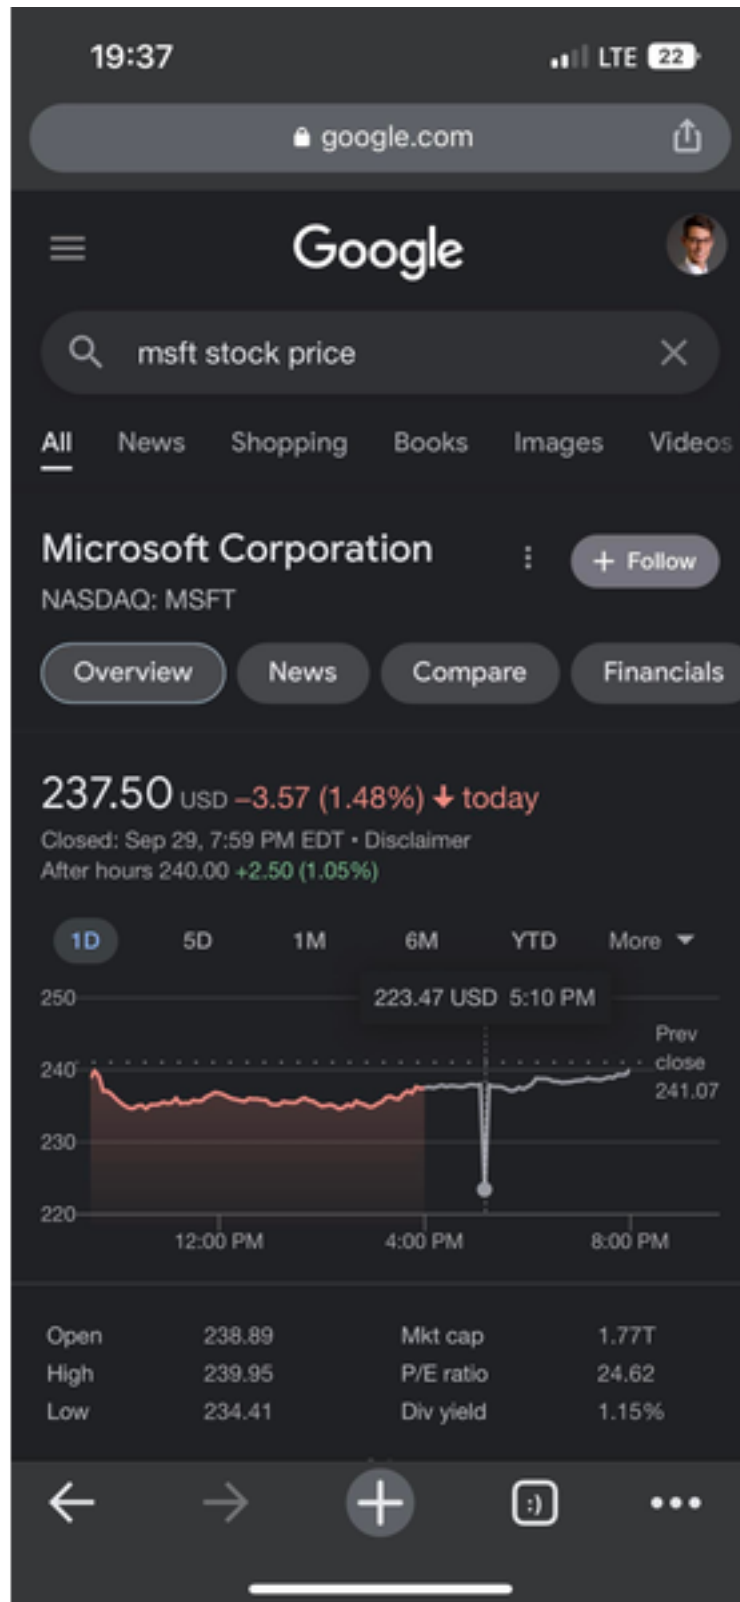 19:37 LTE 22
google.com
Google
msft stock price
All News Shopping Books Images Videos
Microsoft Corporation
+ Follow
NASDAQ: MSFT
Overview News Compare Financials
237.50 USD −3.57 (1.48%) today
Closed: Sep 29, 7:59 PM EDT • Disclaimer
After hours 240.00 +2.50 (1.05%)
1D 5D 1M 6M YTD More
223.47 USD 5:10 PM
250
240
230
220
Prev
close
241.07
12:00 PM 4:00 PM 8:00 PM
Open 238.89 Mkt cap 1.77T
High 239.95 P/E ratio 24.62
Low 234.41 Div yield 1.15%
:)